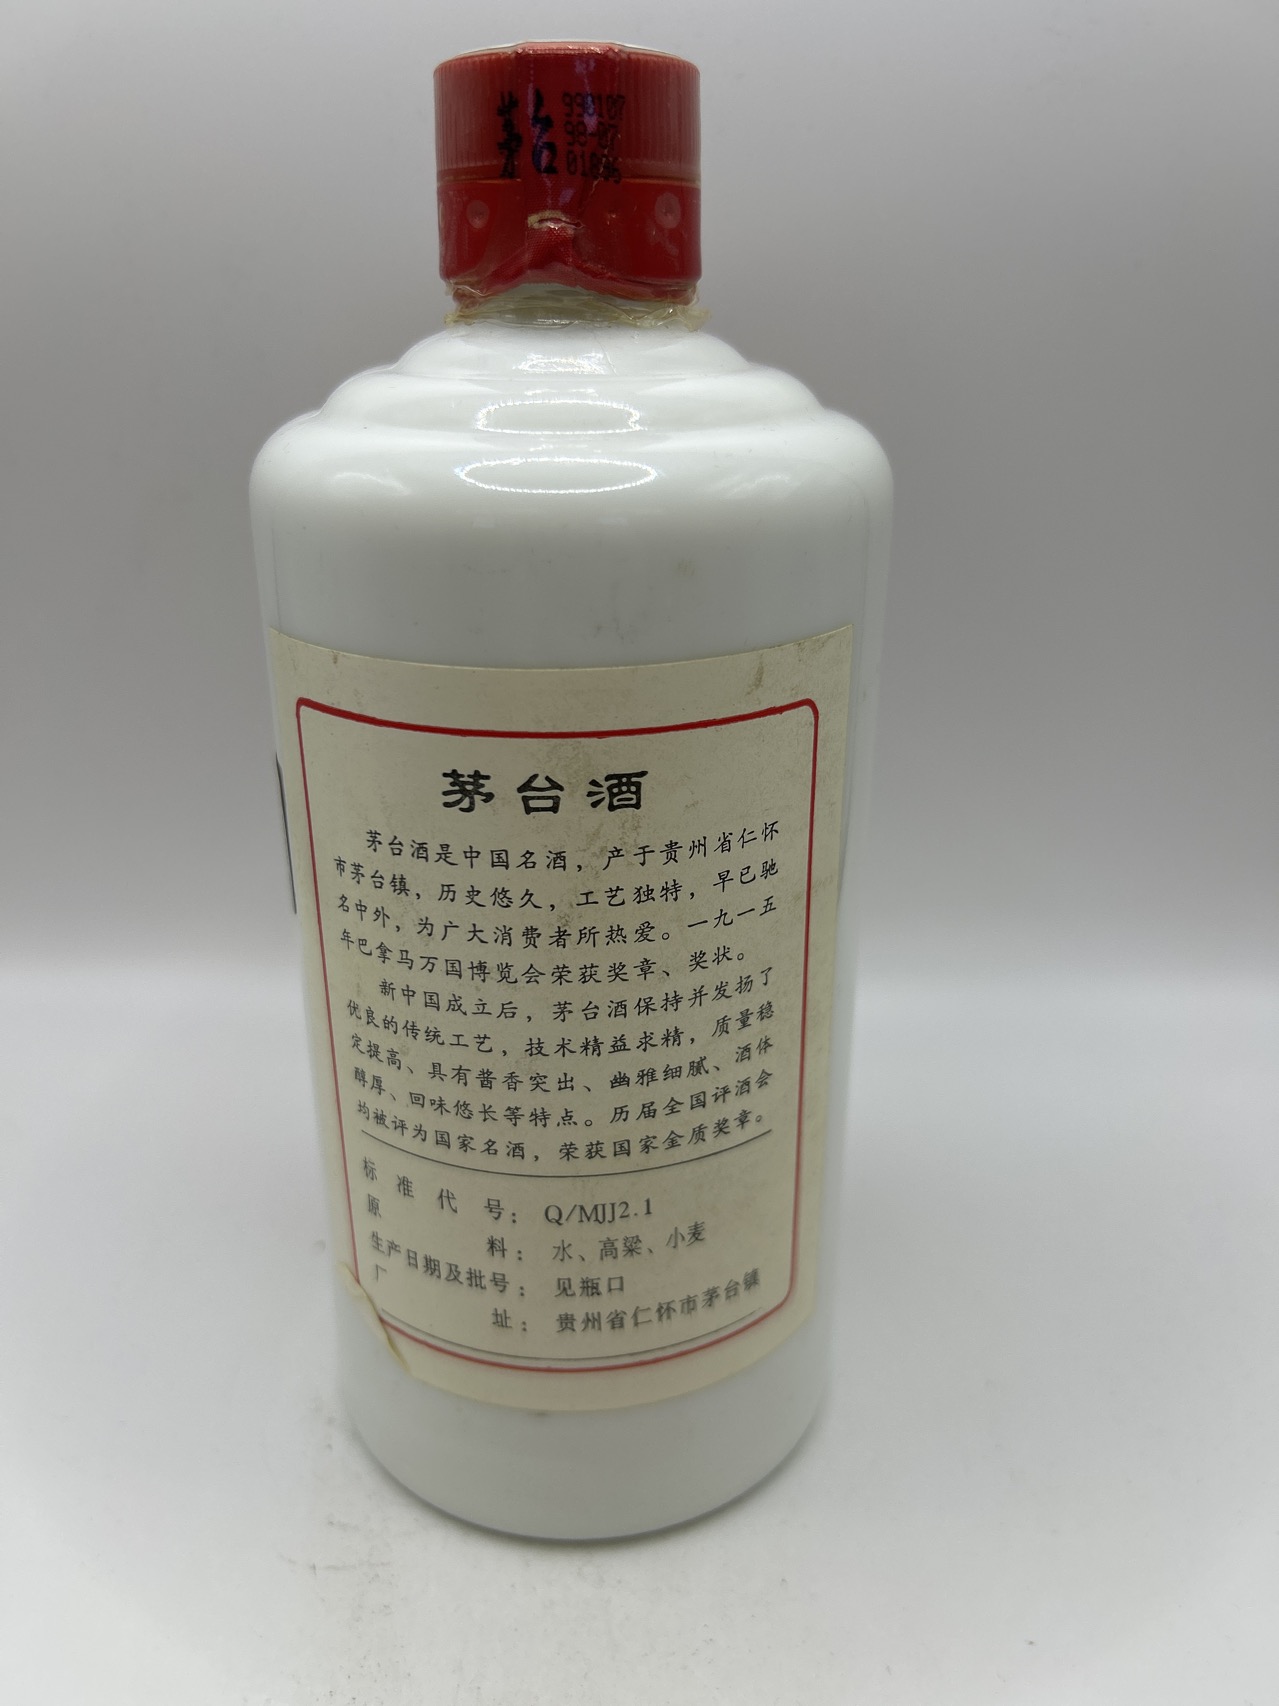 茅台
茅台酒
茅台酒是中国名酒，产于贵州省仁怀
市茅台镇，历史悠久，工艺独特，早已驰
名中外，为广大消费者所热爱。一九一五
年巴拿马万国博览会荣获奖章、奖状。
新中国成立后，茅台酒保持并发扬了
优良的传统工艺，技术精益求精，质量稳
定提高、具有酱香突出、幽雅细腻、酒体
醇厚、回味悠长等特点。历届全国评酒会
均被评为国家名酒，荣获国家金质奖章。
标准代号：Q/MJJ2.1
原料：水、高粱、小麦
生产日期及批号：见瓶口
厂址：贵州省仁怀市茅台镇